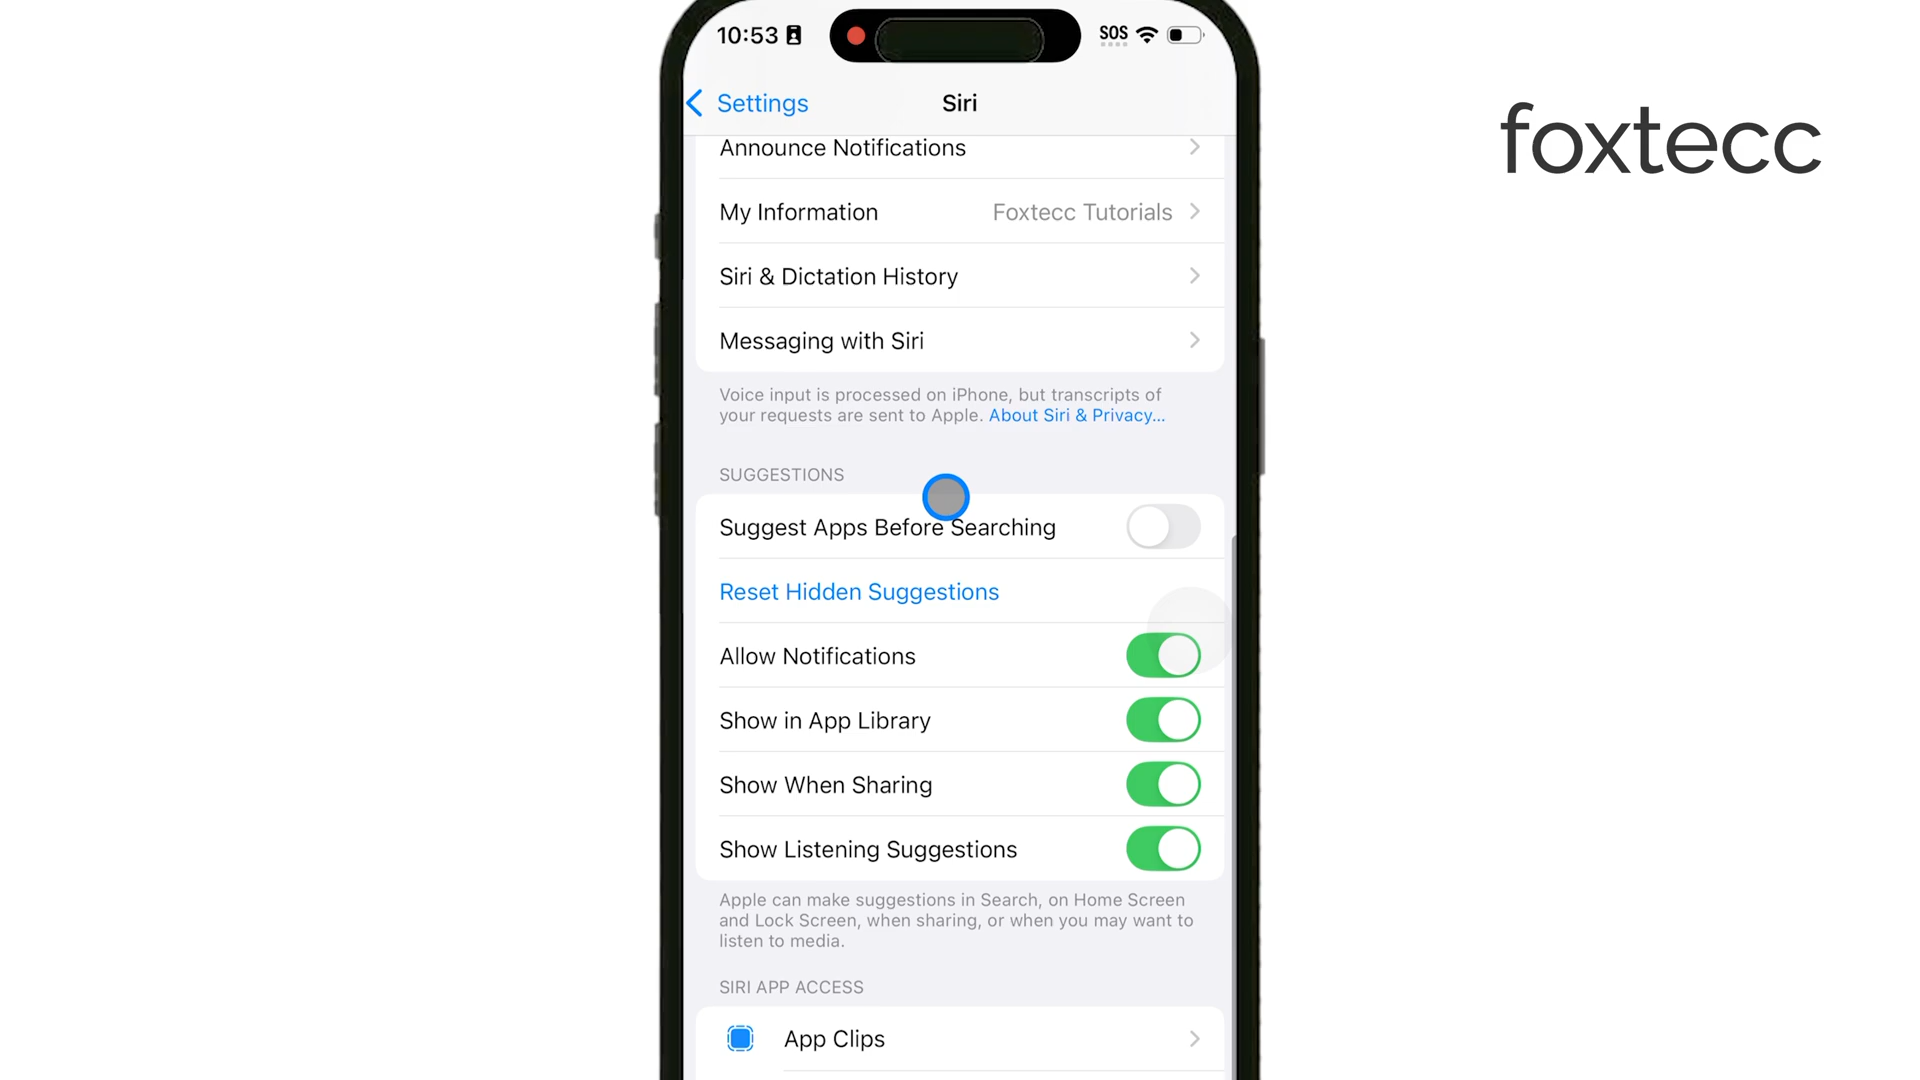 10:53
SOS
foxtecc
Settings
Siri
Announce Notifications
My Information
Foxtecc Tutorials
Siri & Dictation History
Messaging with Siri
Voice input is processed on iPhone, but transcripts of
your requests are sent to Apple. About Siri & Privacy...
SUGGESTIONS
Suggest Apps Before Searching
Reset Hidden Suggestions
Allow Notifications
Show in App Library
Show When Sharing
Show Listening Suggestions
Apple can make suggestions in Search, on Home Screen
and Lock Screen, when sharing, or when you may want to
listen to media.
SIRI APP ACCESS
App Clips